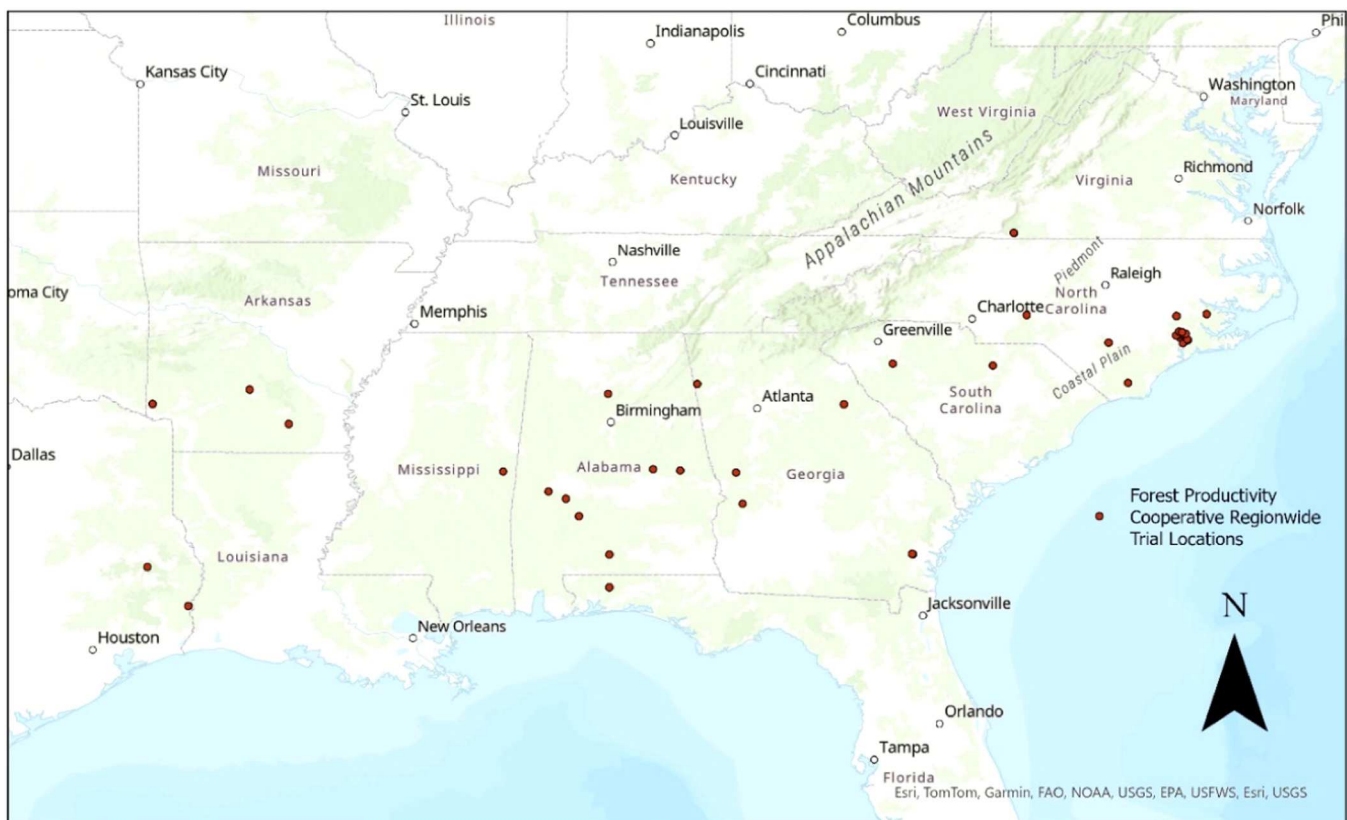 Illinois
Columbus
Phi
Indianapolis
Kansas City
Cincinnati
St. Louis
Washington
Maryland
West Virginia
Louisville
Missouri
Kentucky
Appalachian Mountains
Virginia
Richmond
Norfolk
Nashville
Tennessee
Piedmont
Raleigh
oma City
Arkansas
Memphis
Charlotte
North
Carolina
Greenville
Coastal Plain
South
Carolina
Atlanta
Birmingham
Dallas
Mississippi
Alabama
Georgia
Forest Productivity
Cooperative Regionwide
Trial Locations
Louisiana
Jacksonville
N
New Orleans
Houston
Orlando
Tampa
Florida
Esri, TomTom, Garmin, FAO, NOAA, USGS, EPA, USFWS, Esri, USGS